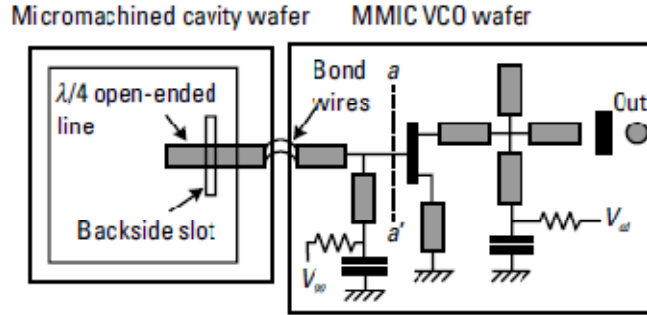 Micromachined cavity wafer MMIC VCO wafer
λ/4 open-ended
line
Bond
wires
a
Out
Backside slot
a'
V
V